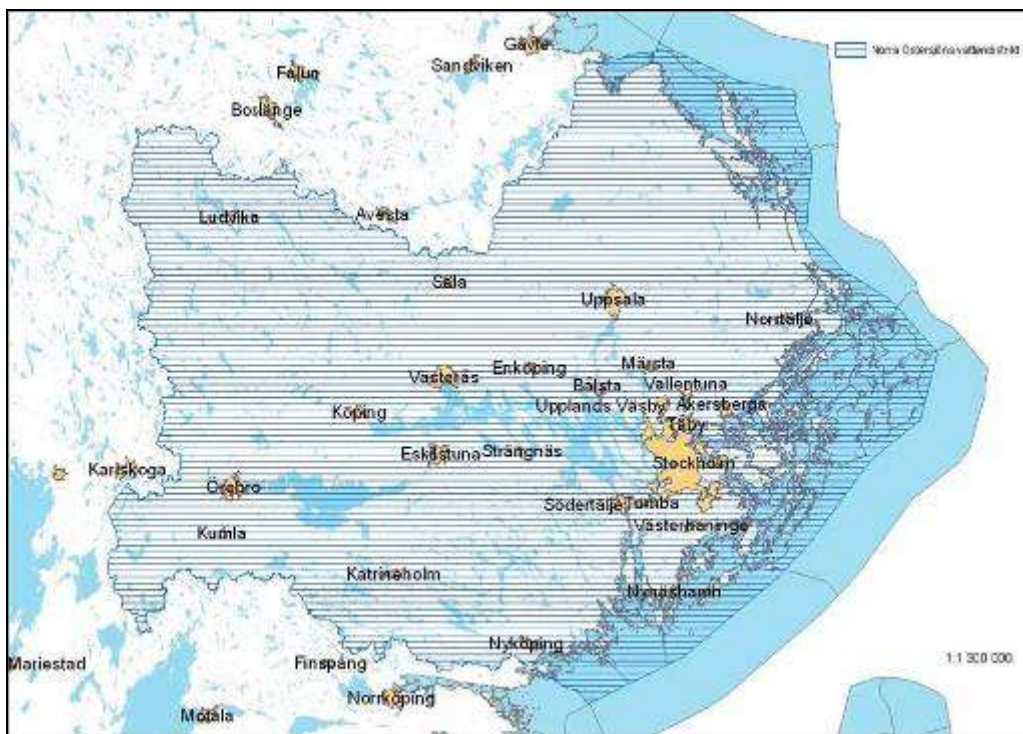 Gävle
Norra Östersjöns vattendistrikt
Sandviken
Falun
Borlänge
Ludvika
Avesta
Sala
Uppsala
Norrtälje
Enköping
Märsta
Västerås
Bålsta
Vallentuna
Köping
Upplands Väsby
Åkersberga
Täby
Eskilstuna
Strängnäs
Stockholm
Karlskoga
Örebro
Södertälje
Tumba
Västerhaninge
Kumla
Katrineholm
Nynäshamn
Nyköping
Mariestad
Finspång
1:1 300 000
Norrköping
Motala